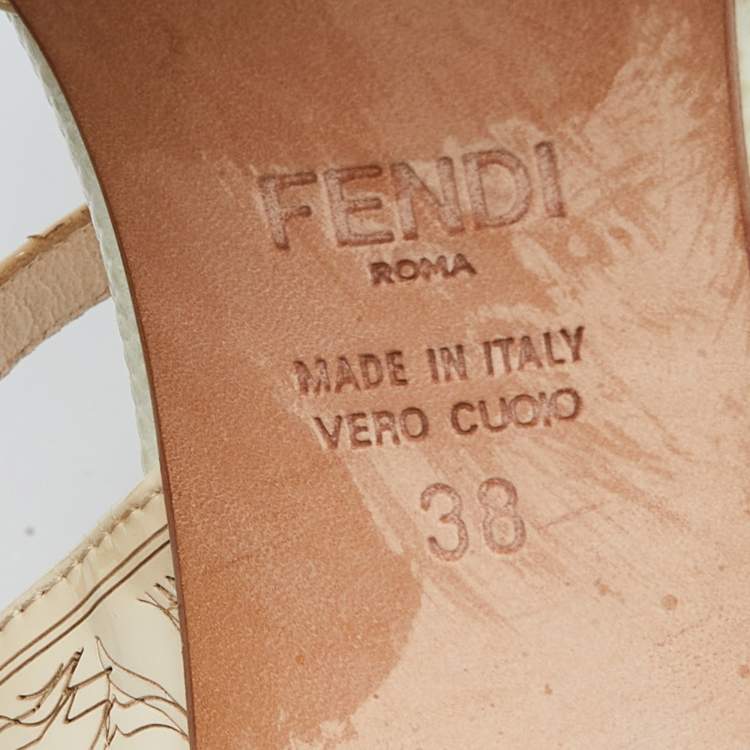 FENDI
ROMA
MADE IN ITALY
VERO CUOIO
38